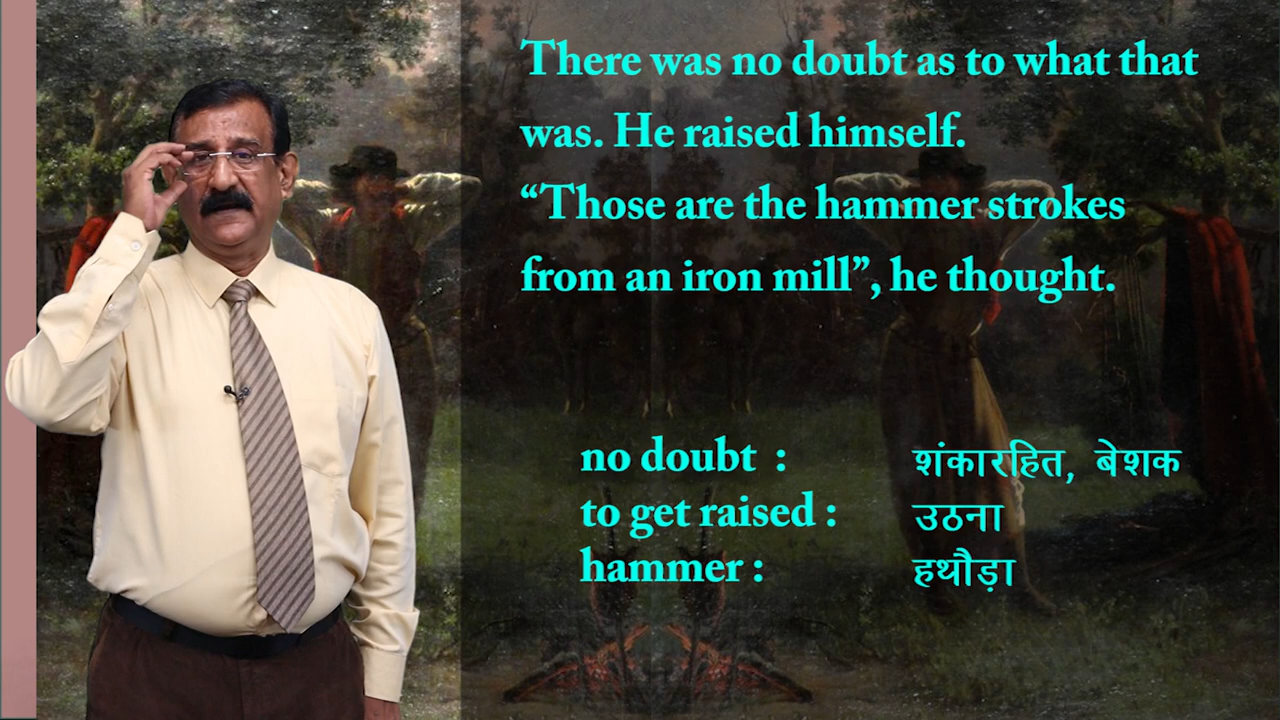 There was no doubt as to what that
was. He raised himself.
“Those are the hammer strokes
from an iron mill”, he thought.
no doubt : शंकारहित, बेशक
to get raised : उठना
hammer : हथौड़ा